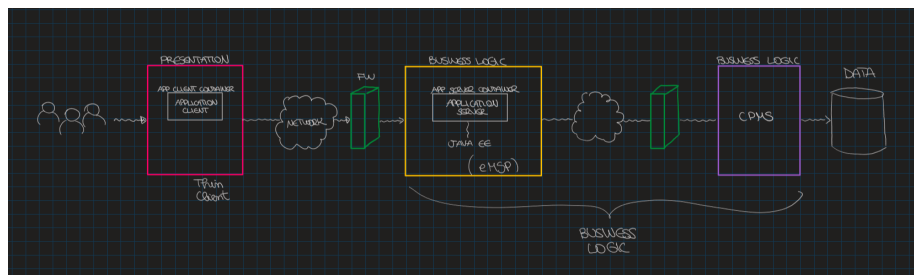 PRESENTATION
APP CLIENT CONTAINER
APPLICATION
CLIENT
Thin
Client
NETWORK
FW
BUSINESS LOGIC
APP SERVER CONTAINER
APPLICATION
SERVER
JAVA EE
(eMSP)
BUSINESS LOGIC
CPMS
DATA
BUSINESS
LOGIC